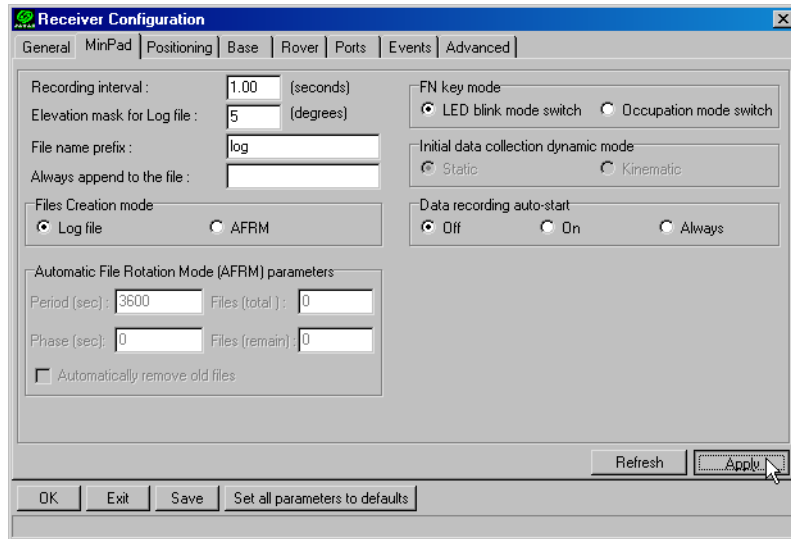 Receiver Configuration
General MinPad Positioning Base Rover Ports Events Advanced
Recording interval : 1.00 (seconds)
Elevation mask for Log file : 5 (degrees)
File name prefix : log
Always append to the file :
Files Creation mode
Log file AFRM
Automatic File Rotation Mode (AFRM) parameters
Period (sec) : 3600 Files (total ) : 0
Phase (sec): 0 Files (remain) : 0
Automatically remove old files
FN key mode
LED blink mode switch Occupation mode switch
Initial data collection dynamic mode
Static Kinematic
Data recording auto-start
Off On Always
Refresh Apply
OK Exit Save Set all parameters to defaults